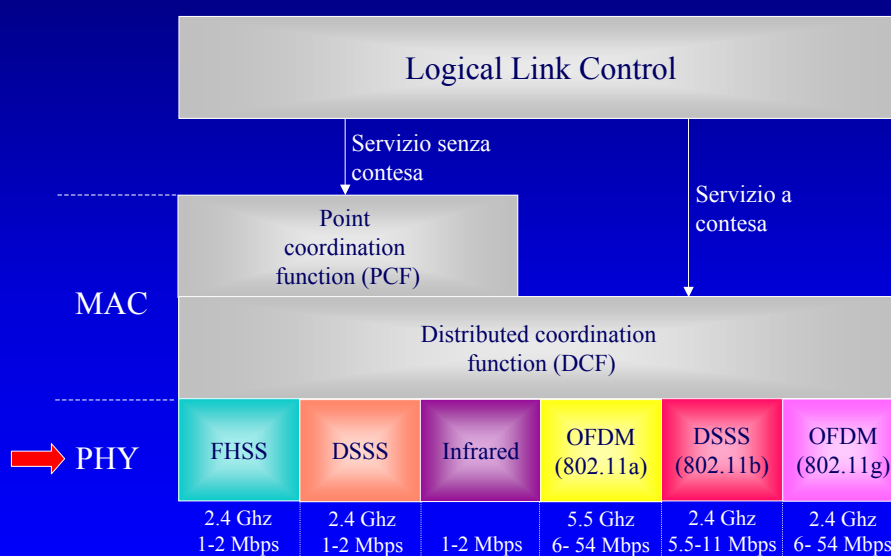 Logical Link Control
Servizio senza
contesa
Servizio a
contesa
Point
coordination
function (PCF)
MAC
Distributed coordination
function (DCF)
PHY
FHSS
DSSS
Infrared
OFDM
(802.11a)
DSSS
(802.11b)
OFDM
(802.11g)
2.4 Ghz
1-2 Mbps
2.4 Ghz
1-2 Mbps
1-2 Mbps
5.5 Ghz
6- 54 Mbps
2.4 Ghz
5.5-11 Mbps
2.4 Ghz
6- 54 Mbps